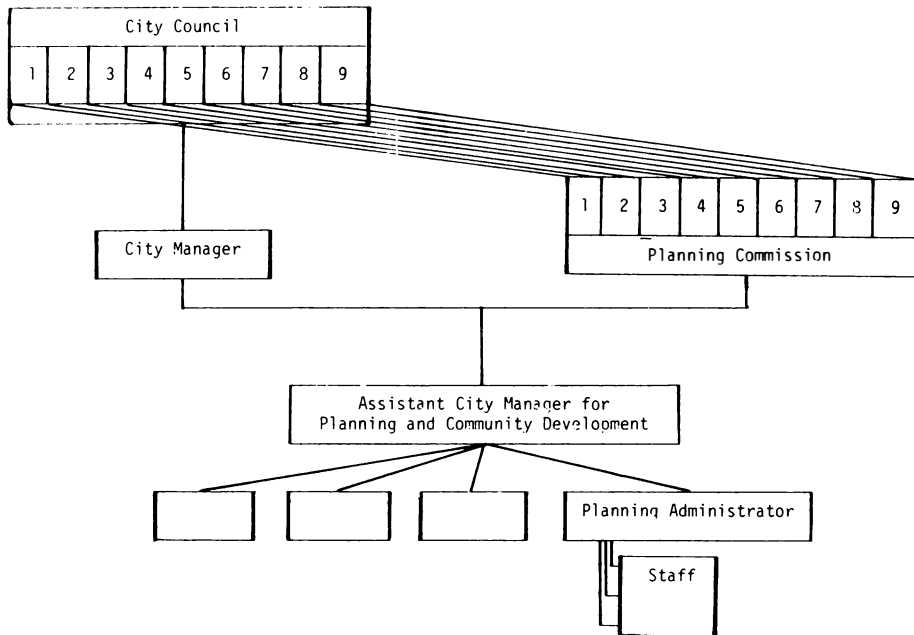 City Council
1 2 3 4 5 6 7 8 9
1 2 3 4 5 6 7 8 9
City Manager
Planning Commission
Assistant City Manager for
Planning and Community Development
Planning Administrator
Staff